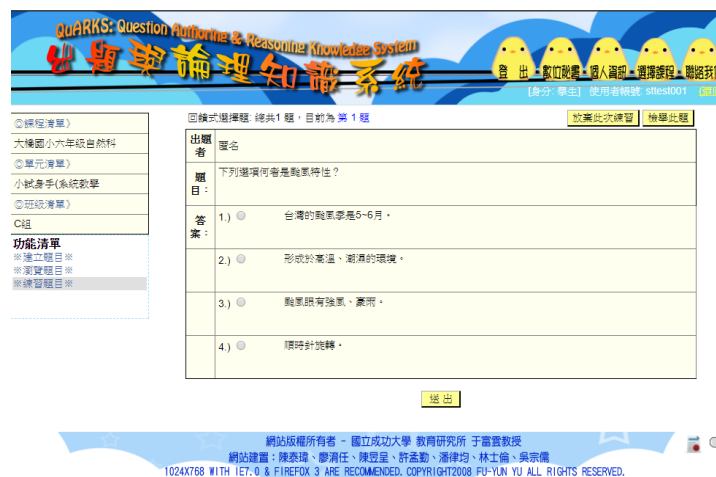 QuARKS: Question Authoring & Reasoning Knowledge System
出題與論理知識系統
登 出 數位秘書 個人資訊 選擇課程 聯絡我們
[身分: 學生] 使用者帳號: sttest001
◎課程清單》
大橋國小六年級自然科
◎單元清單》
小試身手(系統教學
◎班級清單》
C組
功能清單
※建立題目※
※瀏覽題目※
※練習題目※
回饋式選擇題: 總共1 題，目前為 第 1 題
放棄此次練習 檢舉此題
出題者 匿名
題目： 下列選項何者是颱風特性？
答案： 1.) 台灣的颱風季是5~6月。
2.) 形成於高溫、潮濕的環境。
3.) 颱風眼有強風、豪雨。
4.) 順時針旋轉。
送出
網站版權所有者 - 國立成功大學 教育研究所 于富雲教授
網站建置：陳泰瑋、廖濟任、陳昱呈、許孟勤、潘律均、林士倫、吳宗儒
1024X768 WITH IE7.0 & FIREFOX 3 ARE RECOMMENDED. COPYRIGHT2008 FU-YUN YU ALL RIGHTS RESERVED.